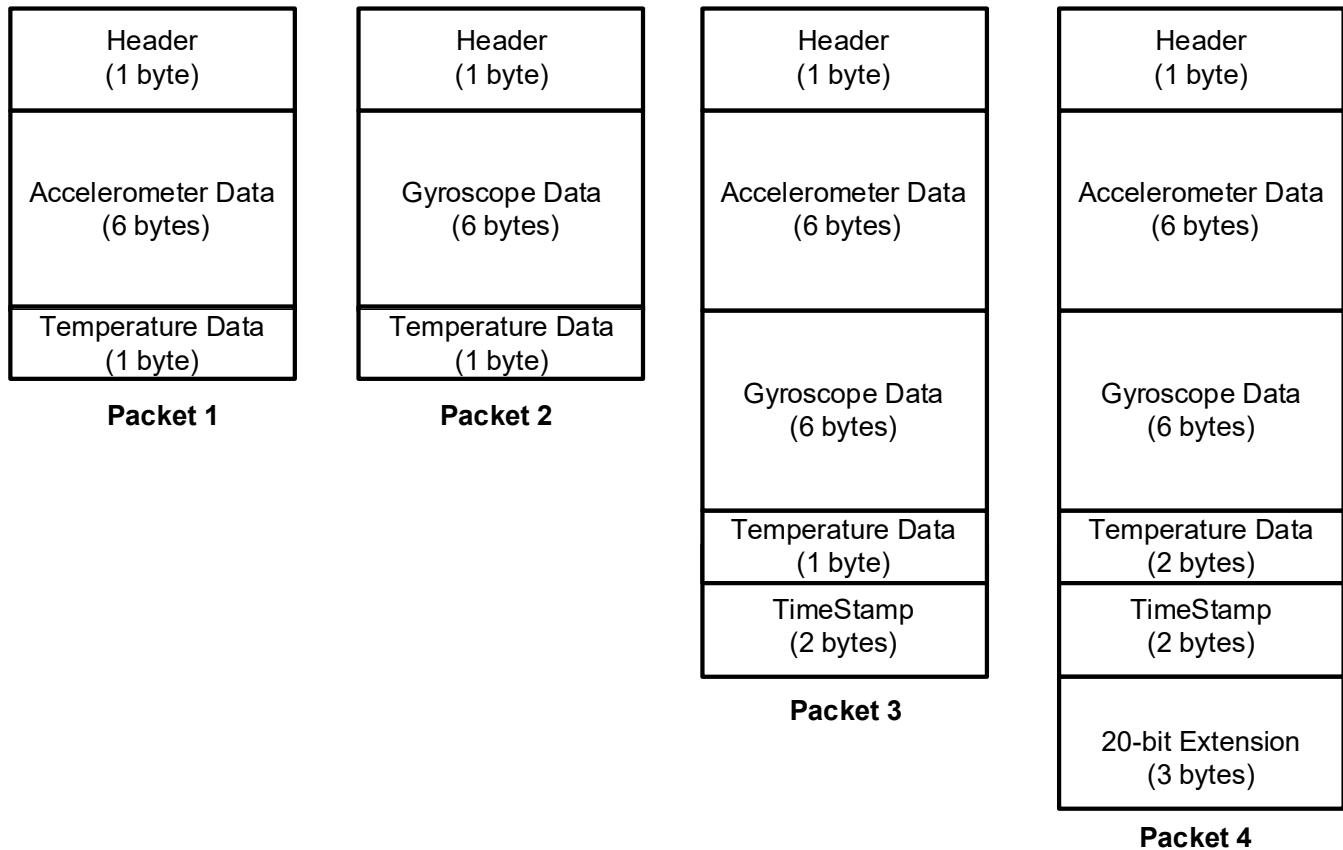 Header
(1 byte)
Accelerometer Data
(6 bytes)
Temperature Data
(1 byte)
Packet 1
Header
(1 byte)
Gyroscope Data
(6 bytes)
Temperature Data
(1 byte)
Packet 2
Header
(1 byte)
Accelerometer Data
(6 bytes)
Gyroscope Data
(6 bytes)
Temperature Data
(1 byte)
TimeStamp
(2 bytes)
Packet 3
Header
(1 byte)
Accelerometer Data
(6 bytes)
Gyroscope Data
(6 bytes)
Temperature Data
(2 bytes)
TimeStamp
(2 bytes)
20-bit Extension
(3 bytes)
Packet 4